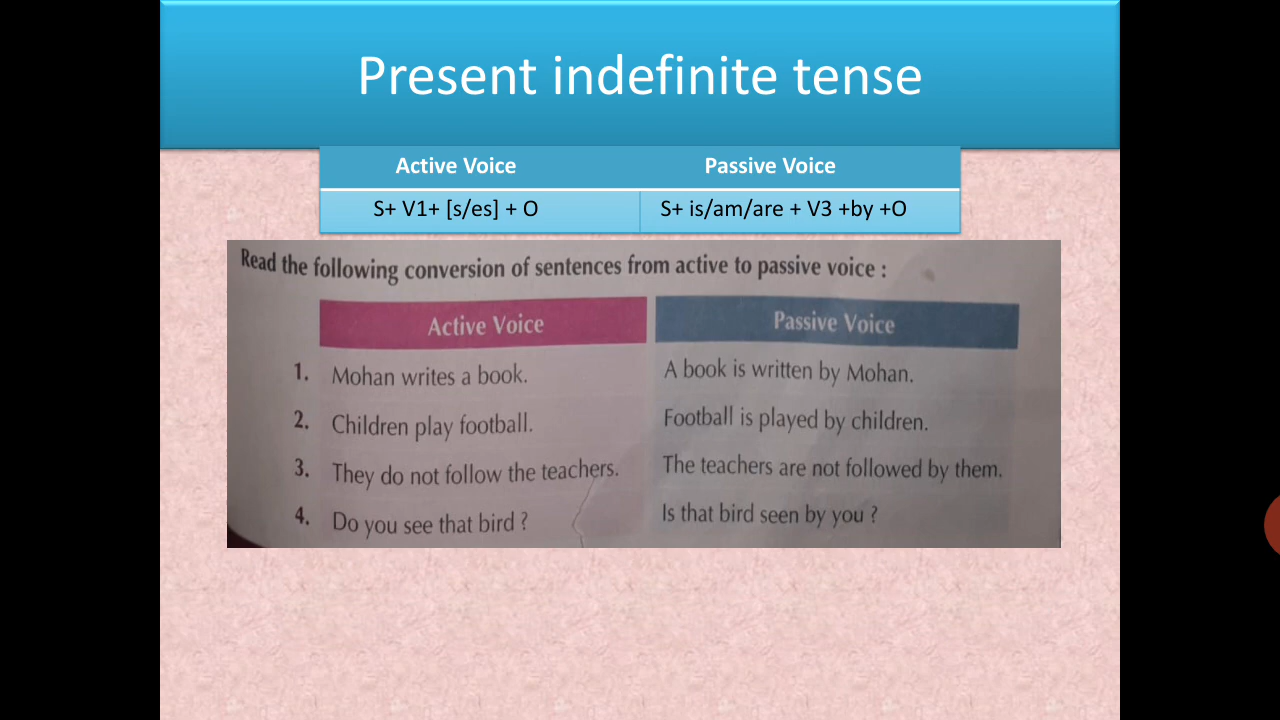 Present indefinite tense
Active Voice Passive Voice
S+ V1+ [s/es] + O S+ is/am/are + V3 +by +O
Read the following conversion of sentences from active to passive voice :
Active Voice Passive Voice
1. Mohan writes a book. A book is written by Mohan.
2. Children play football. Football is played by children.
3. They do not follow the teachers. The teachers are not followed by them.
4. Do you see that bird ? Is that bird seen by you ?